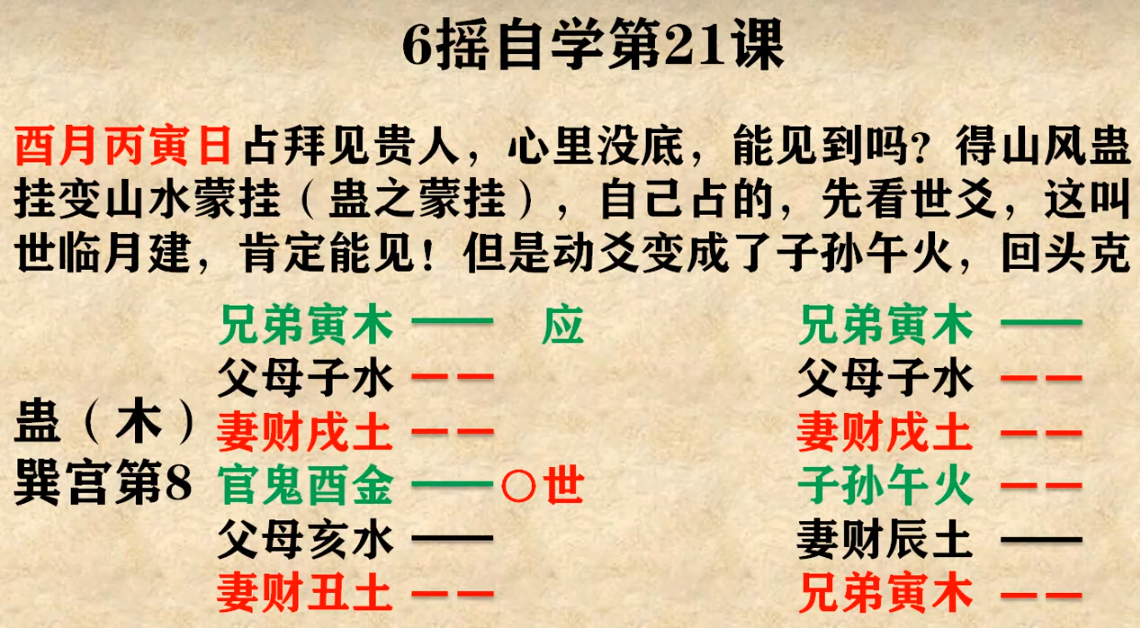 6摇自学第21课
酉月丙寅日占拜见贵人，心里没底，能见到吗？得山风蛊
挂变山水蒙挂（蛊之蒙挂），自己占的，先看世爻，这叫
世临月建，肯定能见！但是动爻变成了子孙午火，回头克
兄弟寅木 应 兄弟寅木
父母子水 父母子水
妻财戌土 妻财戌土
蛊（木）
官鬼酉金 〇世 子孙午火
巽宫第8
父母亥水 妻财辰土
妻财丑土 兄弟寅木